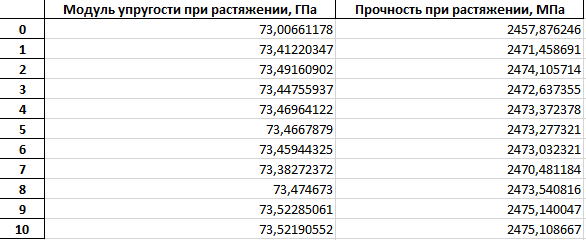 Модуль упругости при растяжении, ГПа Прочность при растяжении, МПа
0 73,00661178 2457,876246
1 73,41220347 2471,458691
2 73,49160902 2474,105714
3 73,44755937 2472,637355
4 73,46964122 2473,372378
5 73,4667879 2473,277321
6 73,45944325 2473,032321
7 73,38272372 2470,481184
8 73,474673 2473,540816
9 73,52285061 2475,140047
10 73,52190552 2475,108667